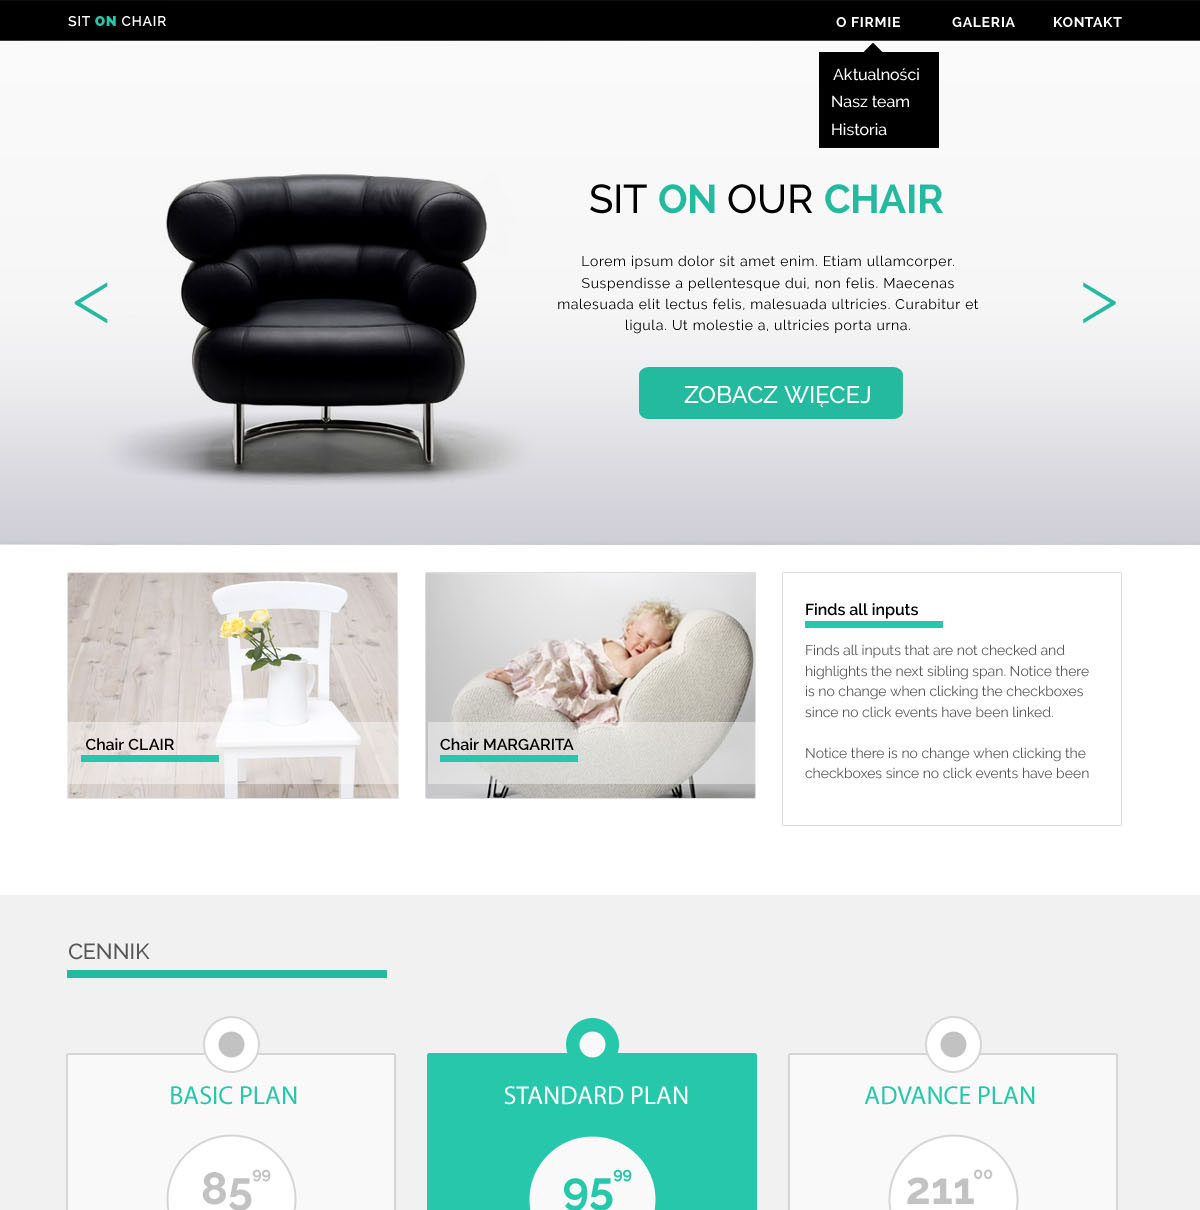 SIT ON CHAIR
O FIRMIE
GALERIA
KONTAKT
Aktualności
Nasz team
Historia
SIT ON OUR CHAIR
Lorem ipsum dolor sit amet enim. Etiam ullamcorper.
Suspendisse a pellentesque dui, non felis. Maecenas
malesuada elit lectus felis, malesuada ultricies. Curabitur et
ligula. Ut molestie a, ultricies porta urna.
<
>
ZOBACZ WIĘCEJ
Chair CLAIR
Chair MARGARITA
Finds all inputs
Finds all inputs that are not checked and
highlights the next sibling span. Notice there
is no change when clicking the checkboxes
since no click events have been linked.
Notice there is no change when clicking the
checkboxes since no click events have been
CENNIK
BASIC PLAN
85 99
STANDARD PLAN
95 99
ADVANCE PLAN
211 00